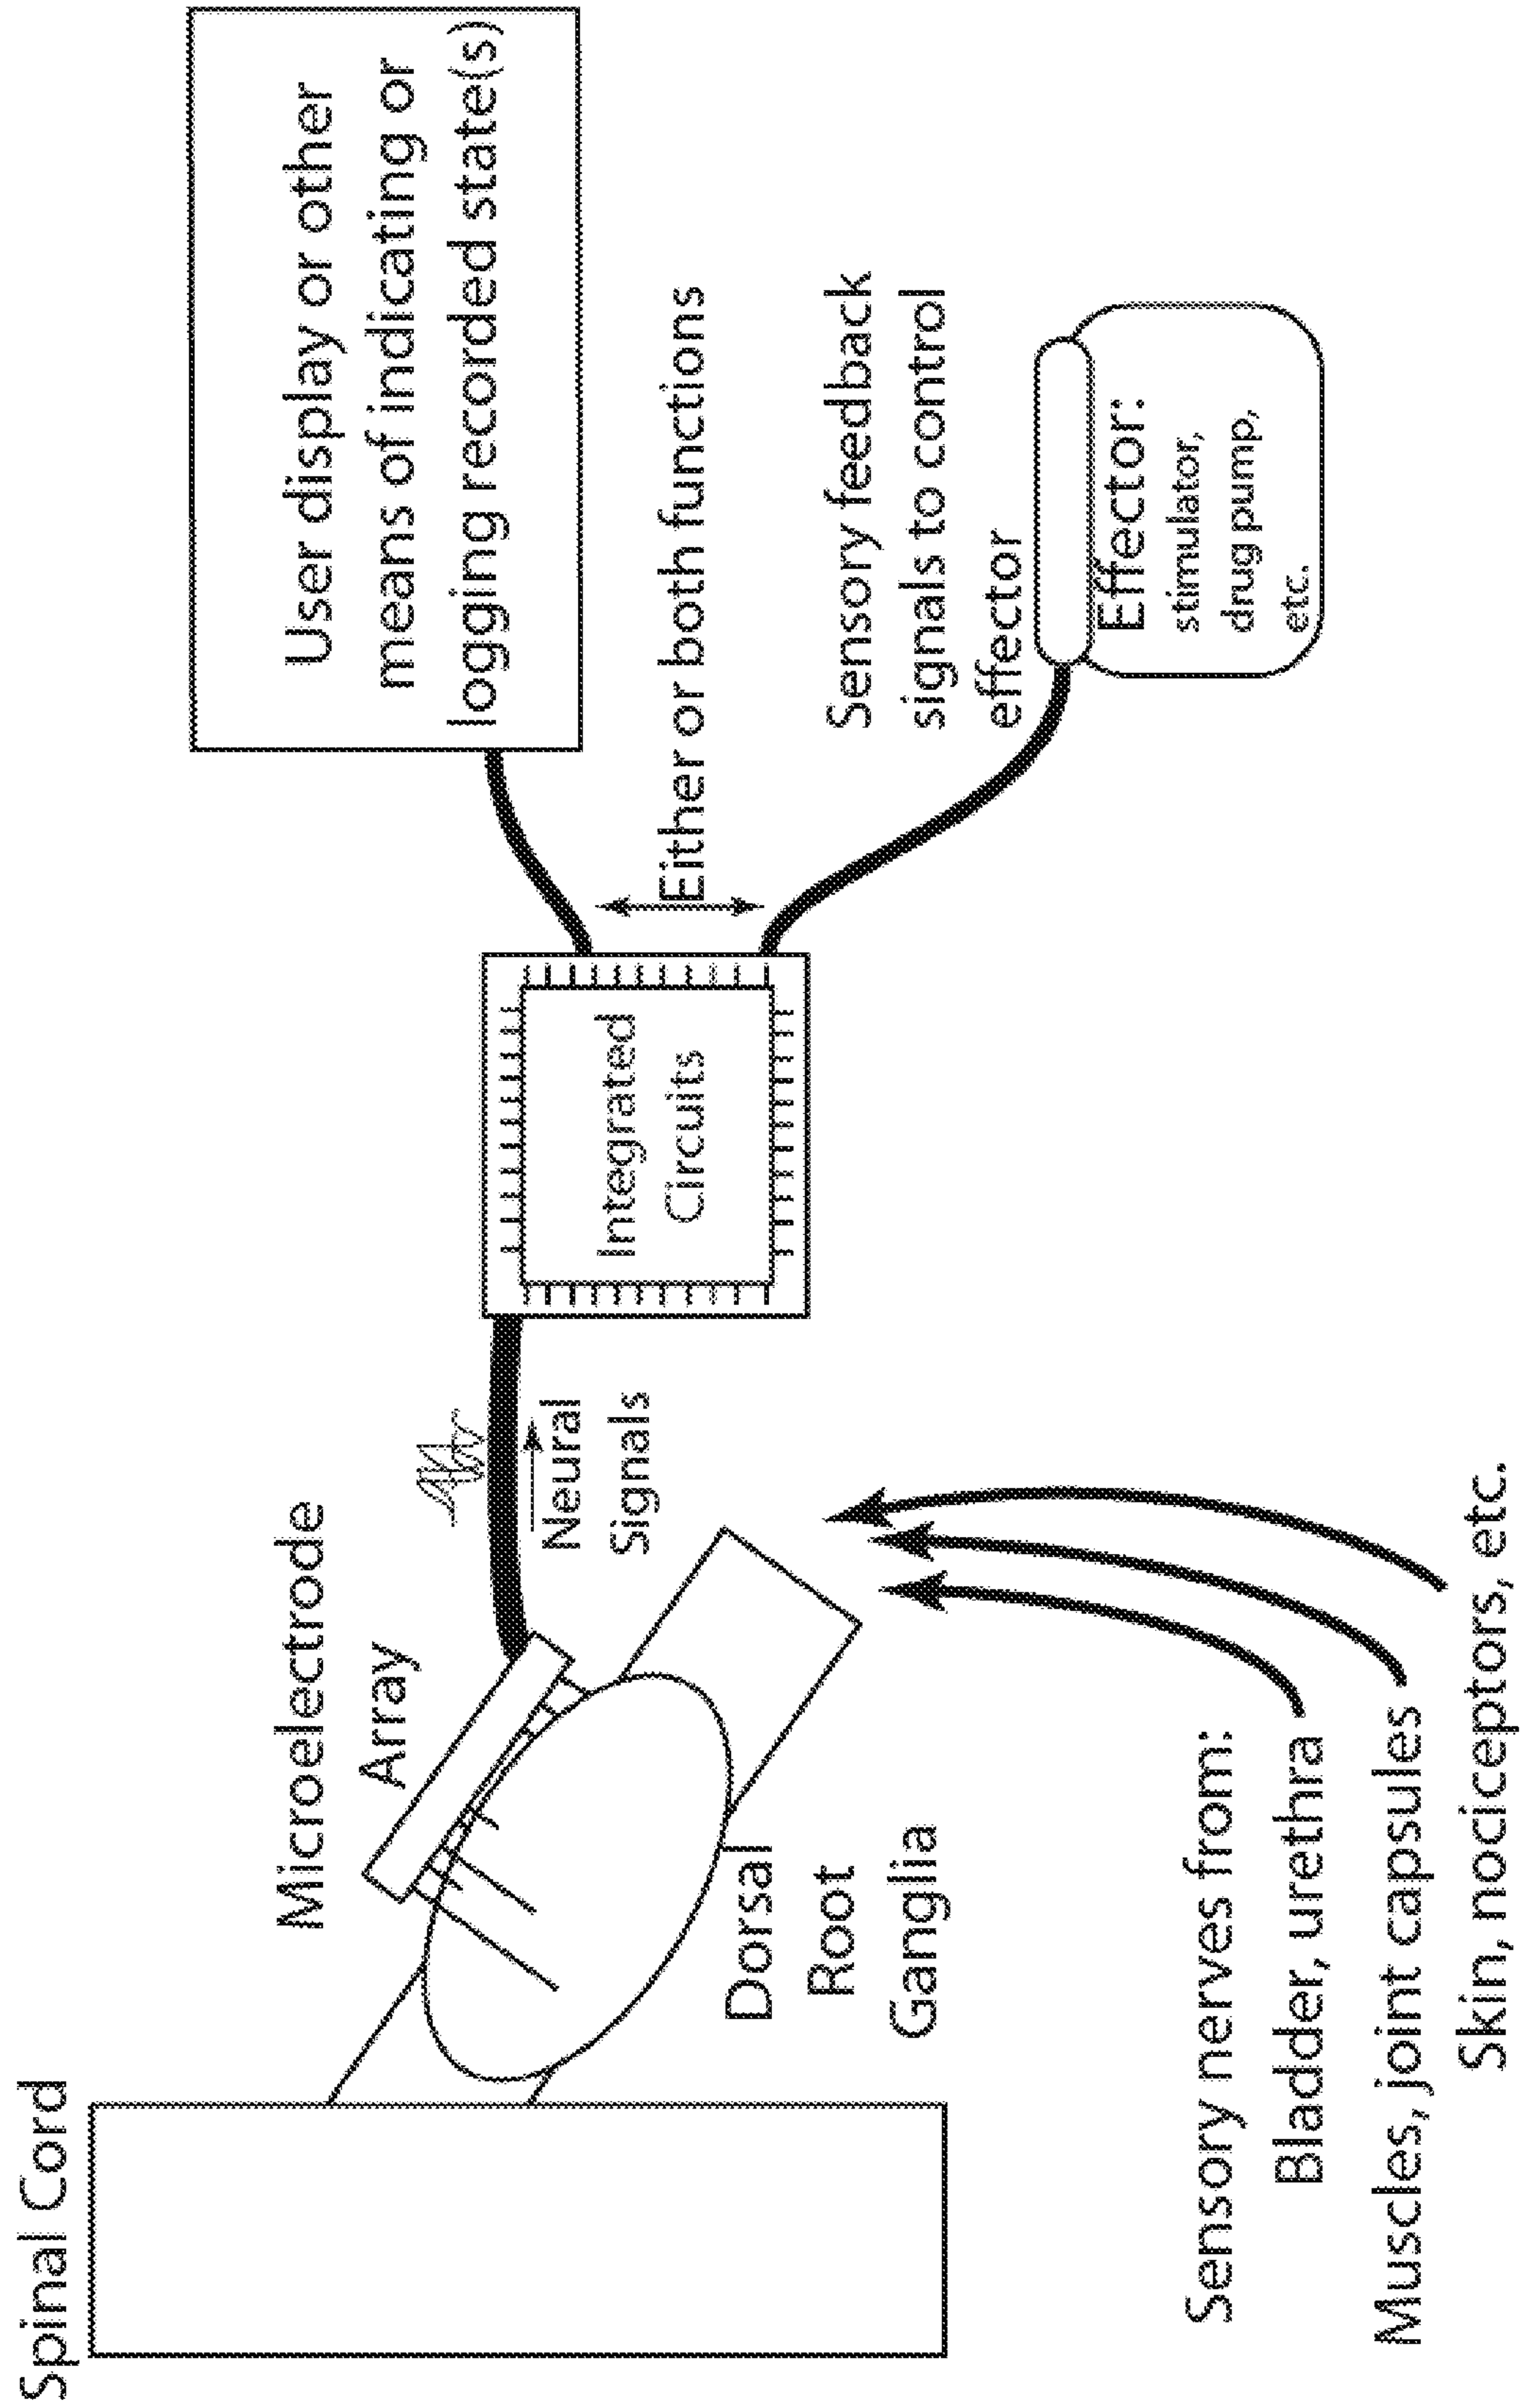 Spinal Cord
Microelectrode
Array
Neural
Signals
Dorsal
Root
Ganglia
Sensory nerves from:
Bladder, urethra
Muscles, joint capsules
Skin, nociceptors, etc.
Integrated
Circuits
User display or other
means of indicating or
logging recorded state(s)
Either or both functions
Sensory feedback
signals to control
effector
Effector:
stimulator,
drug pump,
etc.